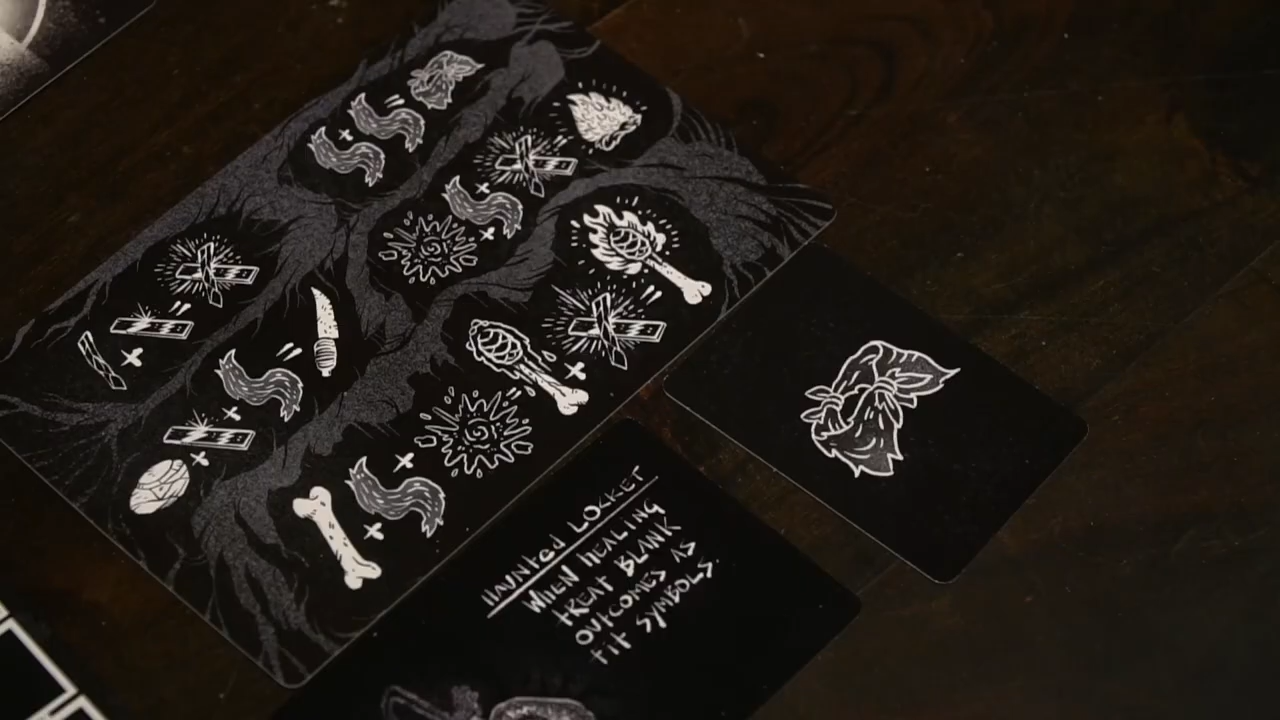 HAUNTED LOCKET
WHEN HEALING
TREAT BLANK
OUTCOMES AS
FIT SYMBOLS.